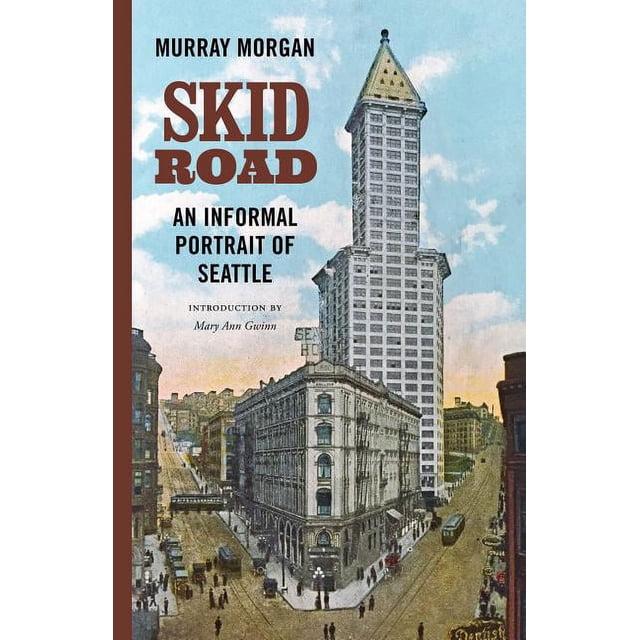 MURRAY MORGAN
SKID
ROAD
AN INFORMAL
PORTRAIT OF
SEATTLE
INTRODUCTION BY
Mary Ann Gwinn